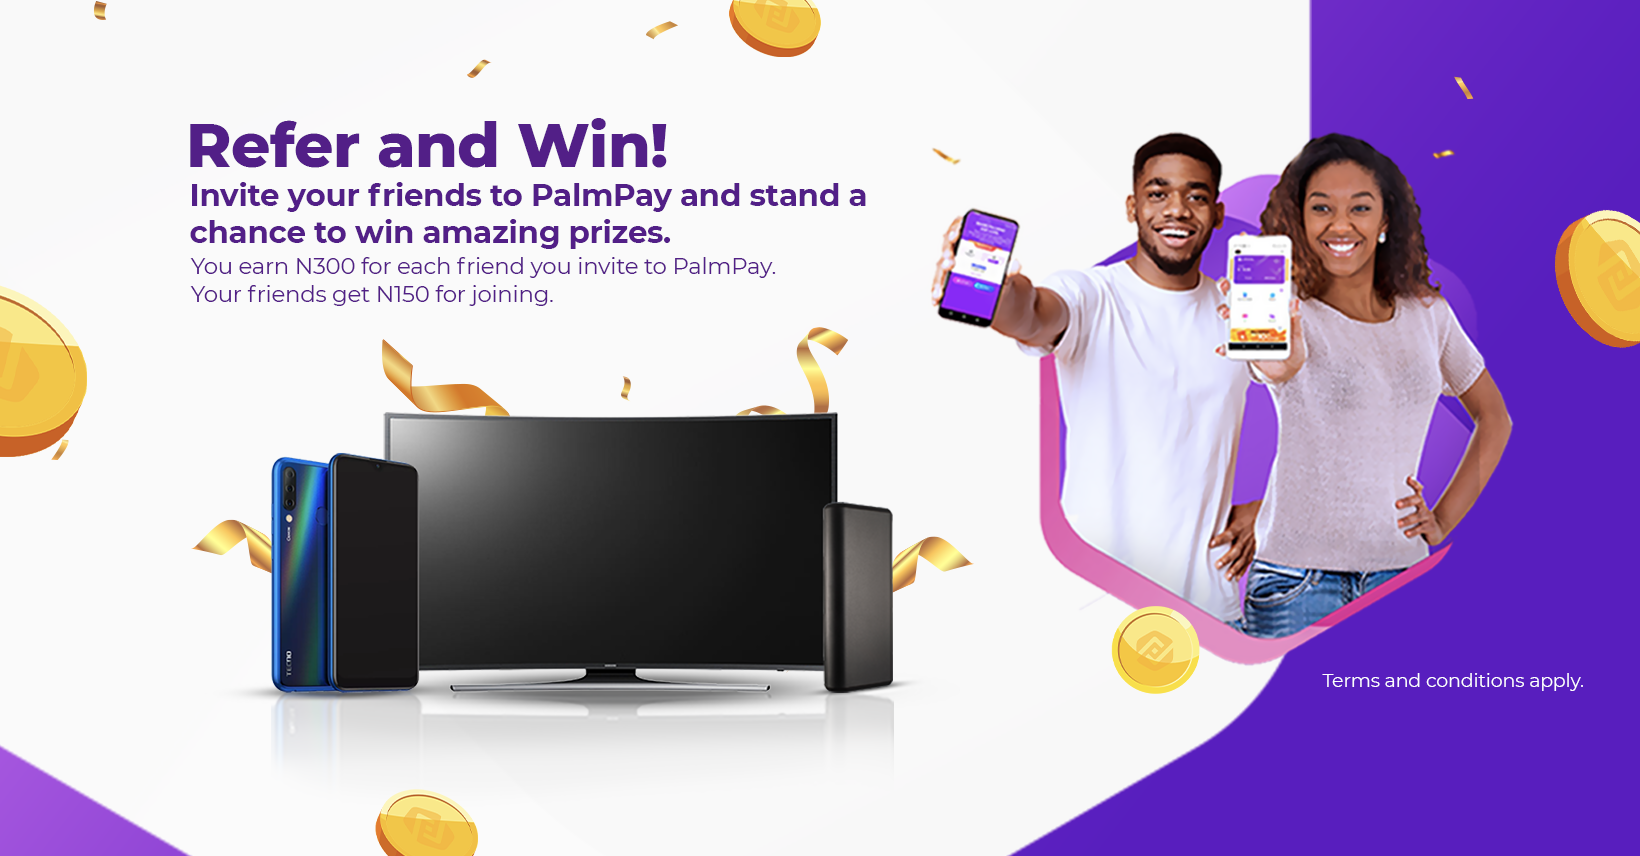 Refer and Win!
Invite your friends to PalmPay and stand a
chance to win amazing prizes.
You earn N300 for each friend you invite to PalmPay.
Your friends get N150 for joining.
TECNO
Terms and conditions apply.